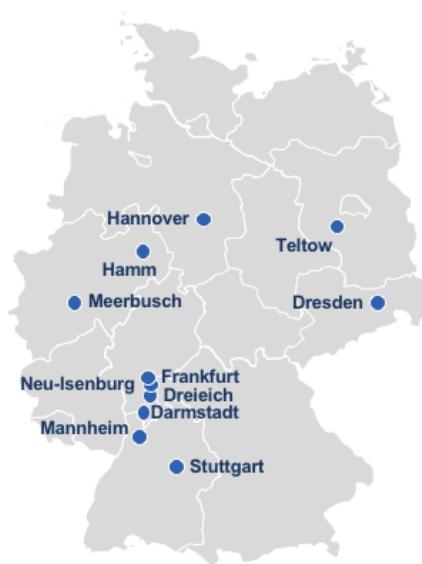 Hannover
Teltow
Hamm
Meerbusch
Dresden
Frankfurt
Neu-Isenburg
Dreieich
Darmstadt
Mannheim
Stuttgart